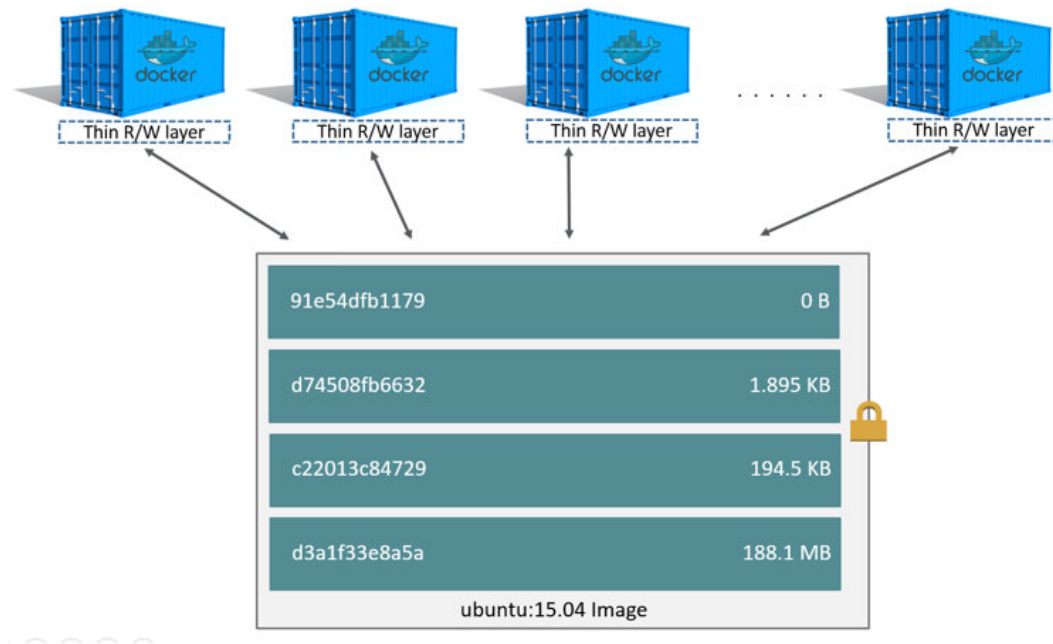 docker docker docker docker
Thin R/W layer Thin R/W layer Thin R/W layer . . . . . . Thin R/W layer
91e54dfb1179 0 B
d74508fb6632 1.895 KB
c22013c84729 194.5 KB
d3a1f33e8a5a 188.1 MB
ubuntu:15.04 Image